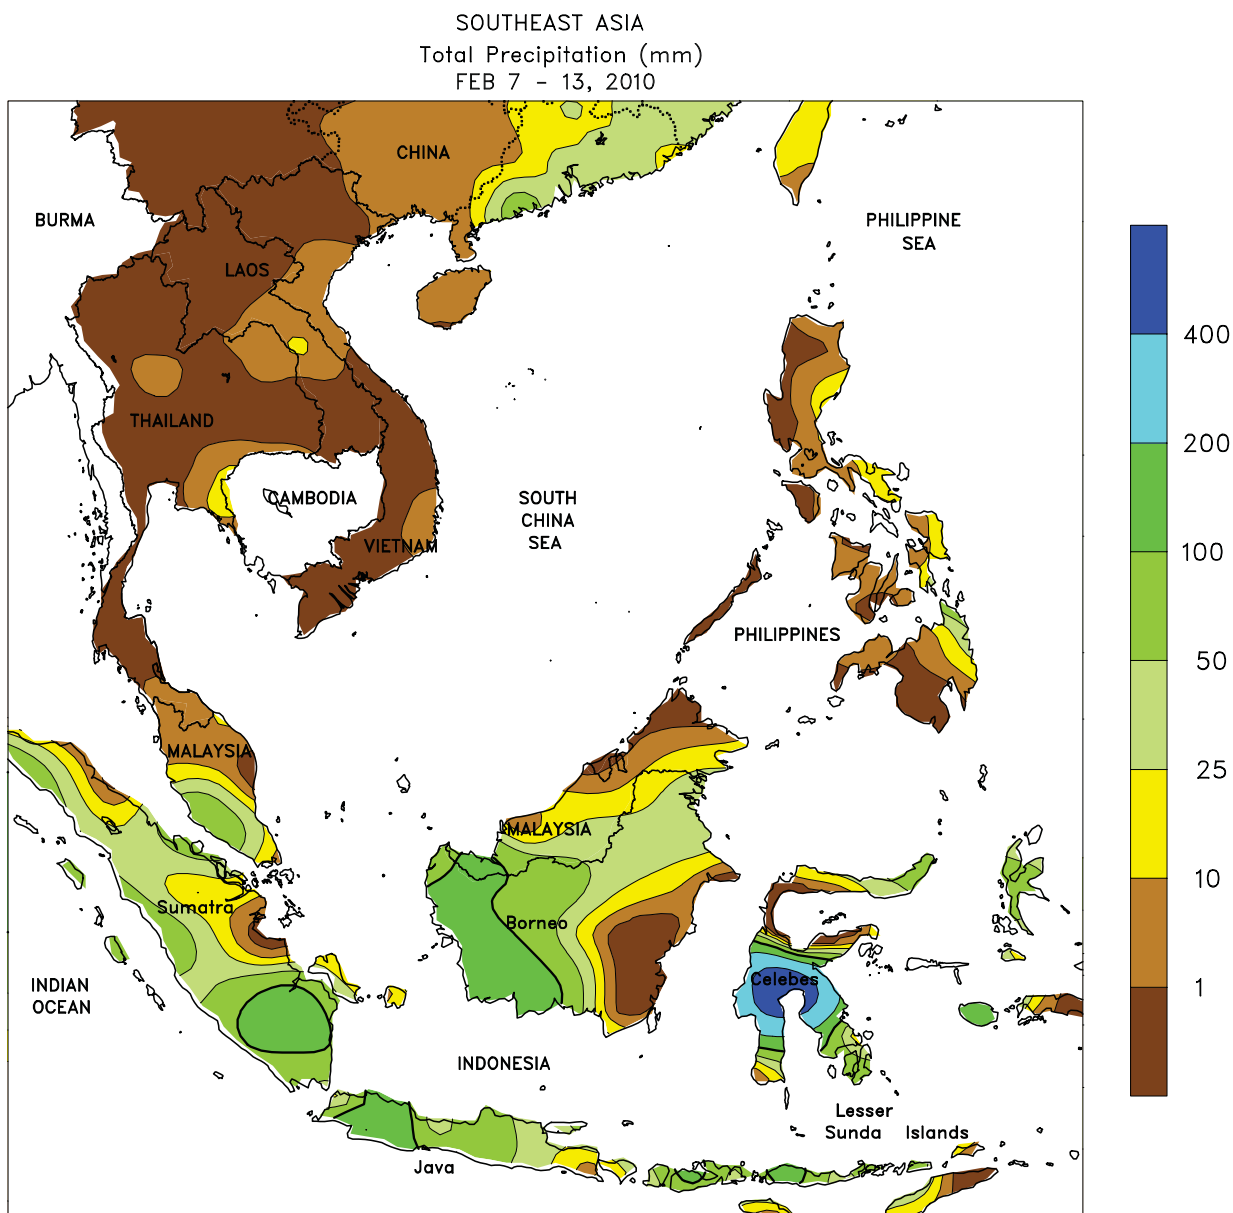 SOUTHEAST ASIA
Total Precipitation (mm)
FEB 7 - 13, 2010
CHINA
BURMA
PHILIPPINE
SEA
LAOS
THAILAND
CAMBODIA
SOUTH
CHINA
SEA
VIETNAM
PHILIPPINES
MALAYSIA
MALAYSIA
Sumatra
Borneo
Celebes
INDIAN
OCEAN
INDONESIA
Lesser
Sunda Islands
Java
400
200
100
50
25
10
1